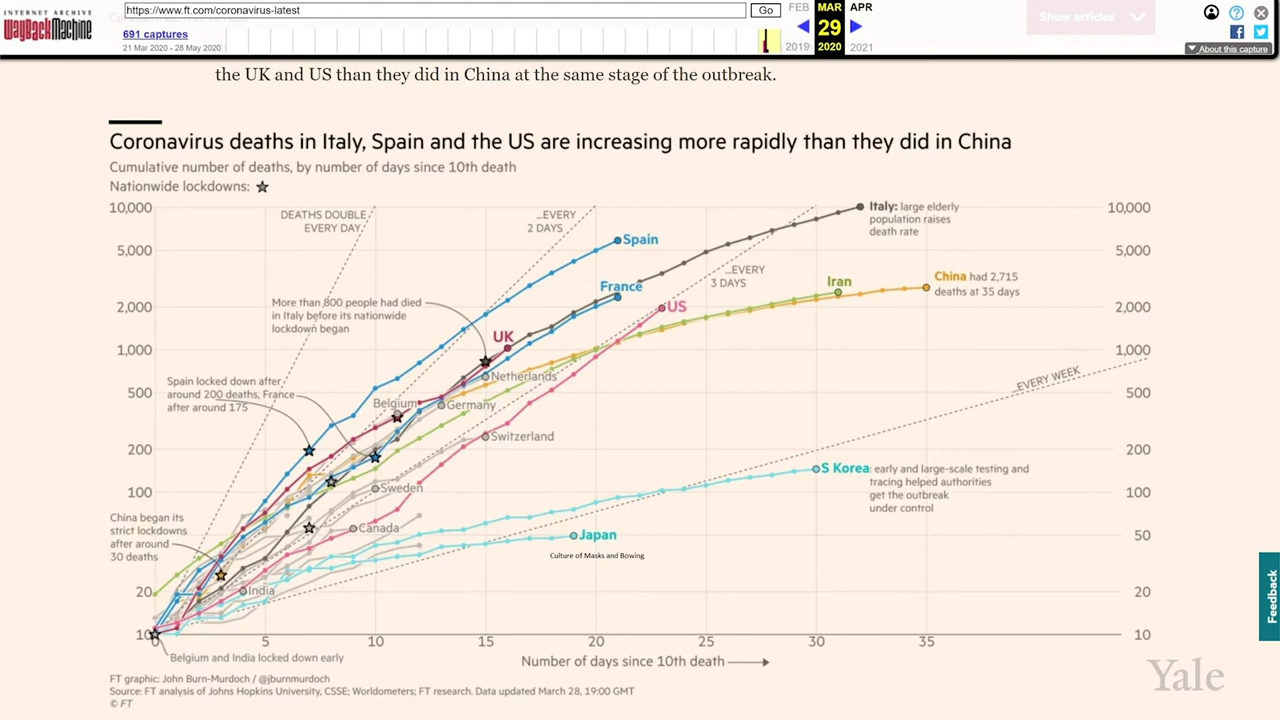 INTERNET ARCHIVE
WayBackMachine
https://www.ft.com/coronavirus-latest
Go
FEB
MAR
APR
691 captures
29
21 Mar 2020 - 28 May 2020
2019
2020
2021
About this capture
Show articles
the UK and US than they did in China at the same stage of the outbreak.
Coronavirus deaths in Italy, Spain and the US are increasing more rapidly than they did in China
Cumulative number of deaths, by number of days since 10th death
Nationwide lockdowns:
10,000
5,000
2,000
1,000
500
200
100
50
20
10
DEATHS DOUBLE
EVERY DAY
...EVERY
2 DAYS
...EVERY
3 DAYS
EVERY WEEK
Italy: large elderly
population raises
death rate
Spain
France
US
Iran
China had 2,715
deaths at 35 days
More than 800 people had died
in Italy before its nationwide
lockdown began
UK
Netherlands
Spain locked down after
around 200 deaths, France
after around 175
Belgium
Germany
Switzerland
S Korea: early and large-scale testing and
tracing helped authorities
get the outbreak
under control
Sweden
China began its
strict lockdowns
after around
30 deaths
Canada
Japan
Culture of Masks and Bowing
India
10,000
5,000
2,000
1,000
500
200
100
50
20
10
0
5
10
15
20
25
30
35
Belgium and India locked down early
Number of days since 10th death
FT graphic: John Burn-Murdoch / @jburnmurdoch
Source: FT analysis of Johns Hopkins University, CSSE; Worldometers; FT research. Data updated March 28, 19:00 GMT
© FT
Feedback
Yale